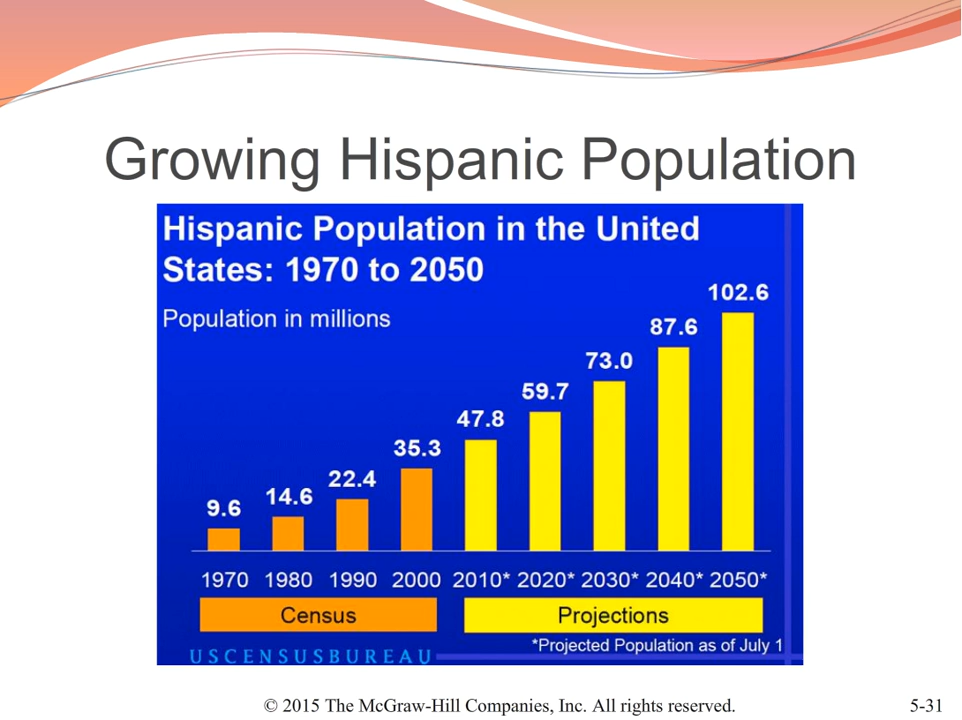 Growing Hispanic Population
Hispanic Population in the United
States: 1970 to 2050
Population in millions
9.6 14.6 22.4 35.3 47.8 59.7 73.0 87.6 102.6
1970 1980 1990 2000 2010* 2020* 2030* 2040* 2050*
Census Projections
*Projected Population as of July 1
USCENSUSBUREAU
© 2015 The McGraw-Hill Companies, Inc. All rights reserved. 5-31